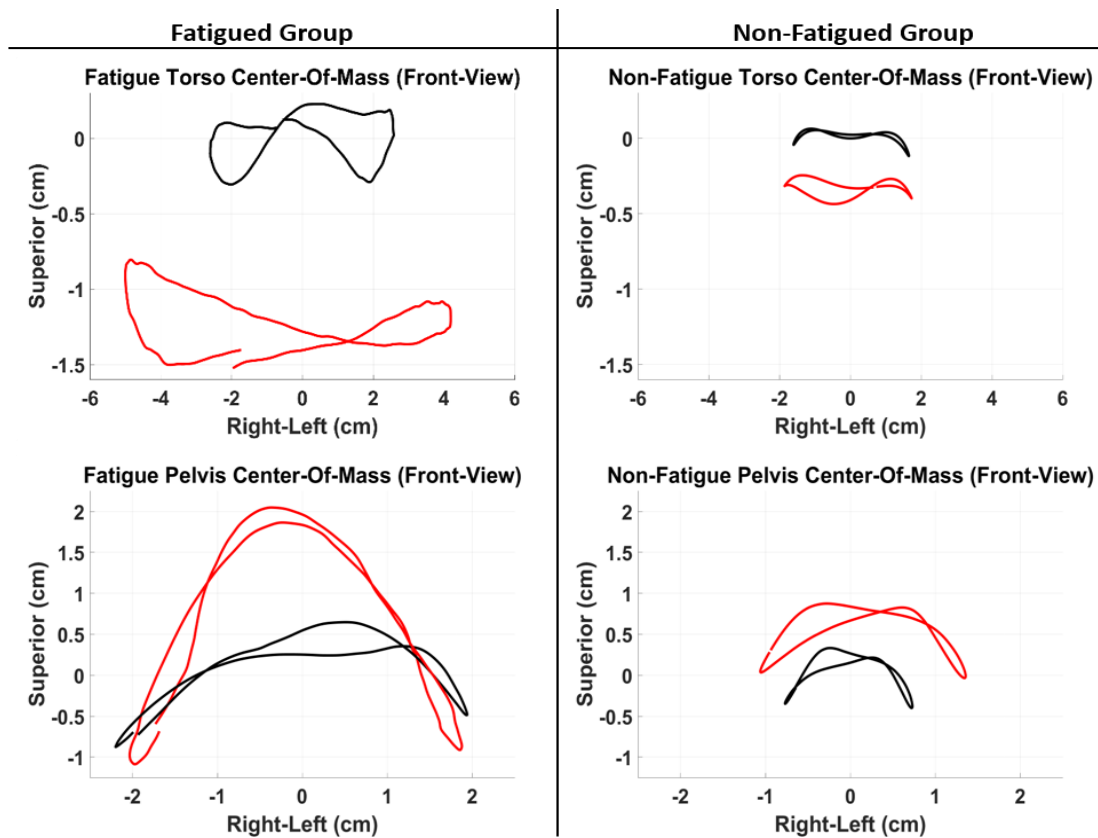 Fatigued Group
Non-Fatigued Group
Fatigue Torso Center-Of-Mass (Front-View)
Superior (cm)
0
-0.5
-1
-1.5
-6 -4 -2 0 2 4 6
Right-Left (cm)
Non-Fatigue Torso Center-Of-Mass (Front-View)
Superior (cm)
0
-0.5
-1
-1.5
-6 -4 -2 0 2 4 6
Right-Left (cm)
Fatigue Pelvis Center-Of-Mass (Front-View)
Superior (cm)
2
1.5
1
0.5
0
-0.5
-1
-2 -1 0 1 2
Right-Left (cm)
Non-Fatigue Pelvis Center-Of-Mass (Front-View)
Superior (cm)
2
1.5
1
0.5
0
-0.5
-1
-2 -1 0 1 2
Right-Left (cm)